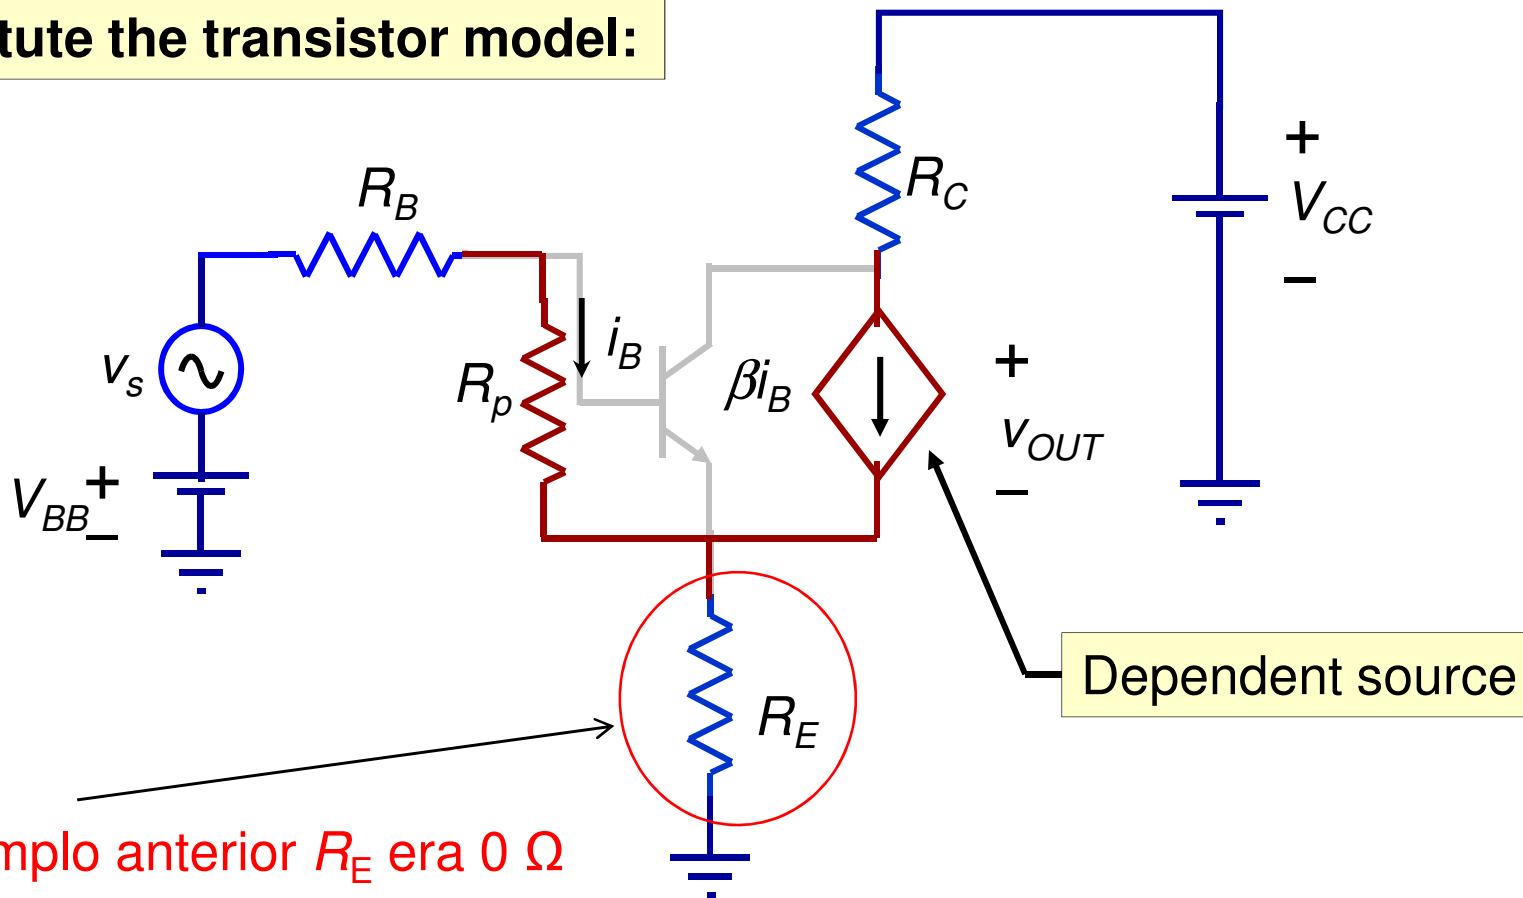 tute the transistor model:
+
R_C
V_CC
–
R_B
i_B
v_s
R_p
βi_B
+
v_OUT
–
V_BB
+
–
Dependent source
R_E
mplo anterior R_E era 0 Ω